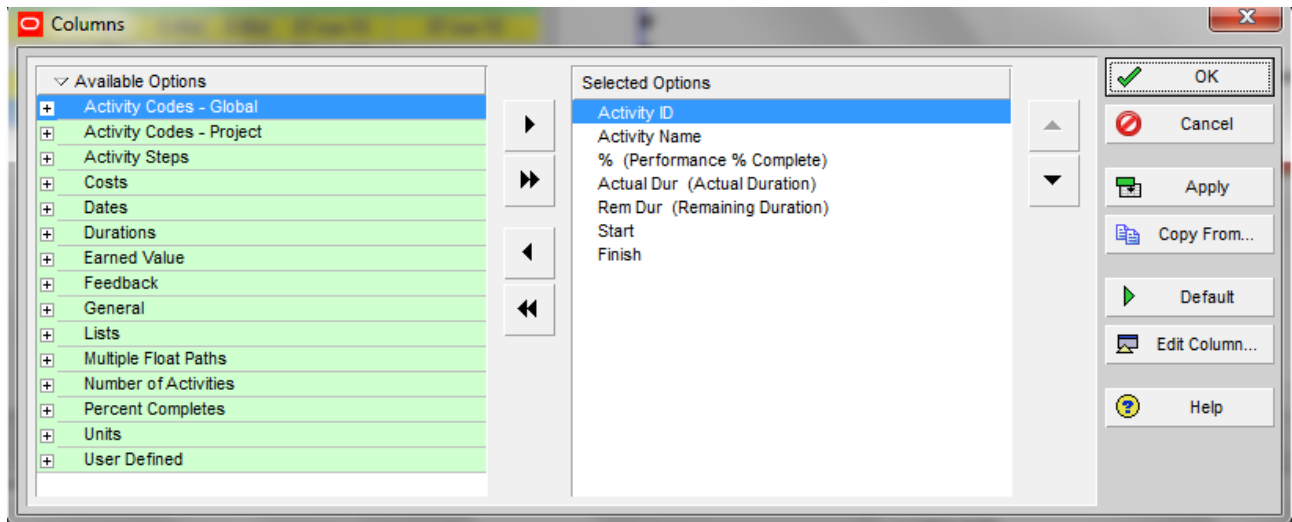 Columns
Available Options
Activity Codes - Global
Activity Codes - Project
Activity Steps
Costs
Dates
Durations
Earned Value
Feedback
General
Lists
Multiple Float Paths
Number of Activities
Percent Completes
Units
User Defined
Selected Options
Activity ID
Activity Name
% (Performance % Complete)
Actual Dur (Actual Duration)
Rem Dur (Remaining Duration)
Start
Finish
OK
Cancel
Apply
Copy From...
Default
Edit Column...
Help